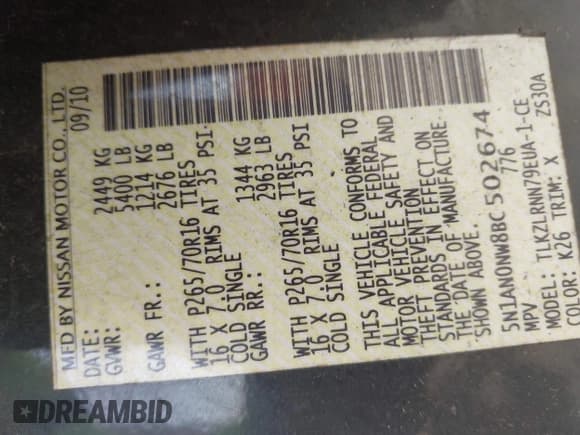 MFD BY NISSAN MOTOR CO., LTD.
DATE: 09/10
GVWR: 2449 KG
5400 LB
GAWR FR.: 1214 KG
2676 LB
WITH P265/70R16 TIRES
16 X 7.0 RIMS AT 35 PSI
COLD SINGLE
GAWR RR.: 1344 KG
2963 LB
WITH P265/70R16 TIRES
16 X 7.0 RIMS AT 35 PSI
COLD SINGLE
THIS VEHICLE CONFORMS TO
ALL APPLICABLE FEDERAL
MOTOR VEHICLE SAFETY AND
THEFT PREVENTION
STANDARDS IN EFFECT ON
THE DATE OF MANUFACTURE
SHOWN ABOVE.
5N1AN0NW8BC502674
MPV 776
MODEL: TLKZLRNN79EUA-1-CE
COLOR: K26 TRIM: X ZS30A
DREAMBID